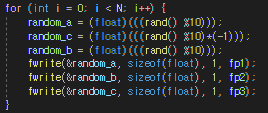 for (int i = 0; i < N; i++) {
random_a = (float)(((rand() %10)));
random_c = (float)(((rand() %10)+(-1)));
random_b = (float)(((rand() %10)));
fwrite(&random_a, sizeof(float), 1, fp1);
fwrite(&random_b, sizeof(float), 1, fp2);
fwrite(&random_c, sizeof(float), 1, fp3);
}